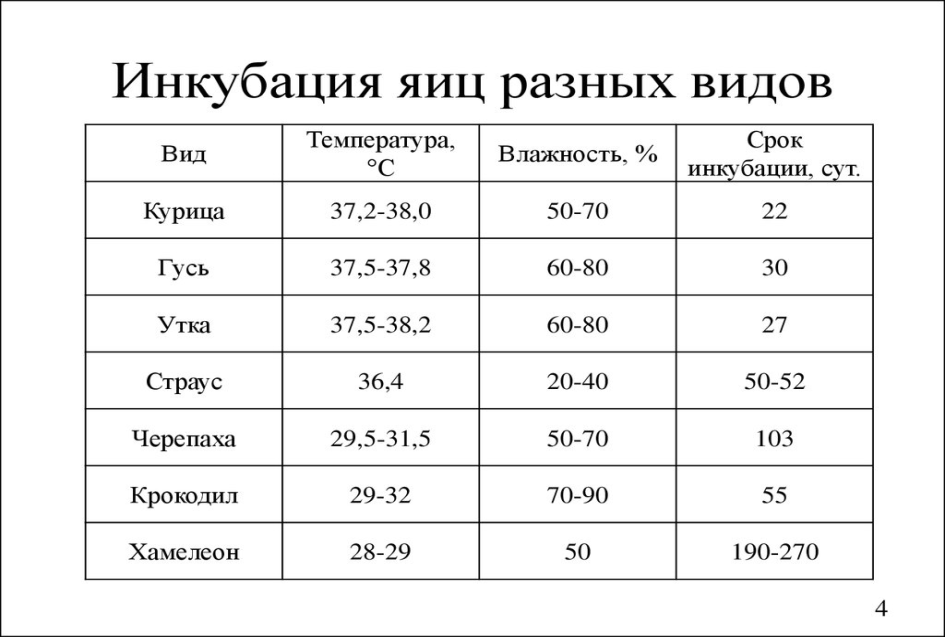 Инкубация яиц разных видов
Вид Температура, °С Влажность, % Срок инкубации, сут.
Курица 37,2-38,0 50-70 22
Гусь 37,5-37,8 60-80 30
Утка 37,5-38,2 60-80 27
Страус 36,4 20-40 50-52
Черепаха 29,5-31,5 50-70 103
Крокодил 29-32 70-90 55
Хамелеон 28-29 50 190-270
4